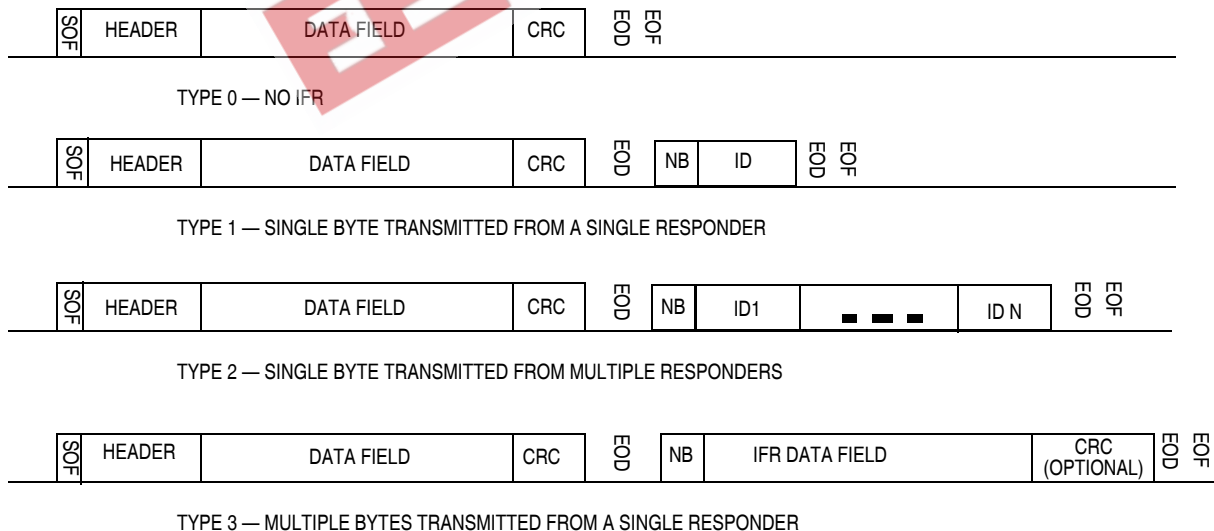 SOF HEADER DATA FIELD CRC EOD EOF
TYPE 0 — NO IFR
SOF HEADER DATA FIELD CRC EOD NB ID EOD EOF
TYPE 1 — SINGLE BYTE TRANSMITTED FROM A SINGLE RESPONDER
SOF HEADER DATA FIELD CRC EOD NB ID1 ID N EOD EOF
TYPE 2 — SINGLE BYTE TRANSMITTED FROM MULTIPLE RESPONDERS
SOF HEADER DATA FIELD CRC EOD NB IFR DATA FIELD CRC (OPTIONAL) EOD EOF
TYPE 3 — MULTIPLE BYTES TRANSMITTED FROM A SINGLE RESPONDER